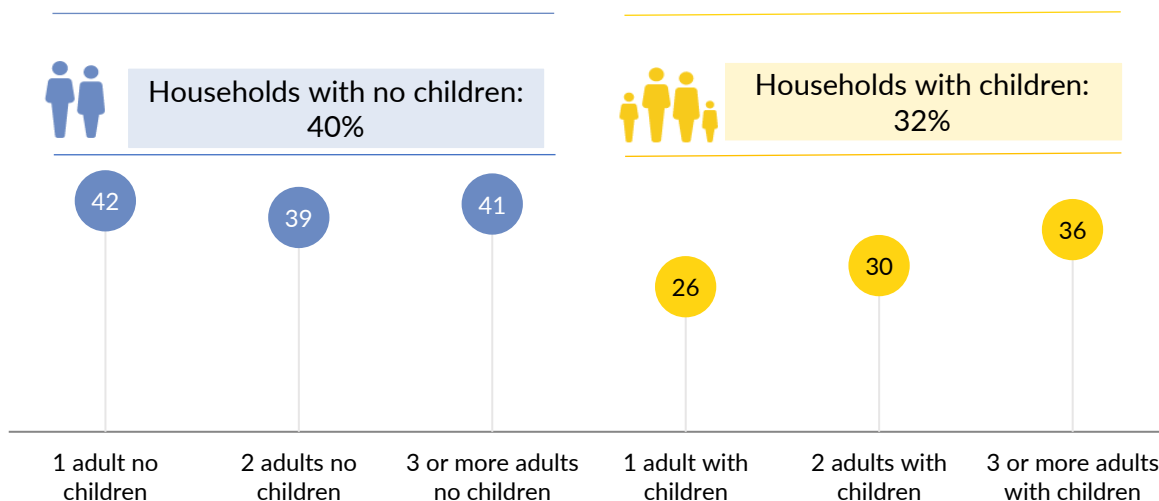 Households with no children:
40%
Households with children:
32%
42
39
41
26
30
36
1 adult no
children
2 adults no
children
3 or more adults
no children
1 adult with
children
2 adults with
children
3 or more adults
with children